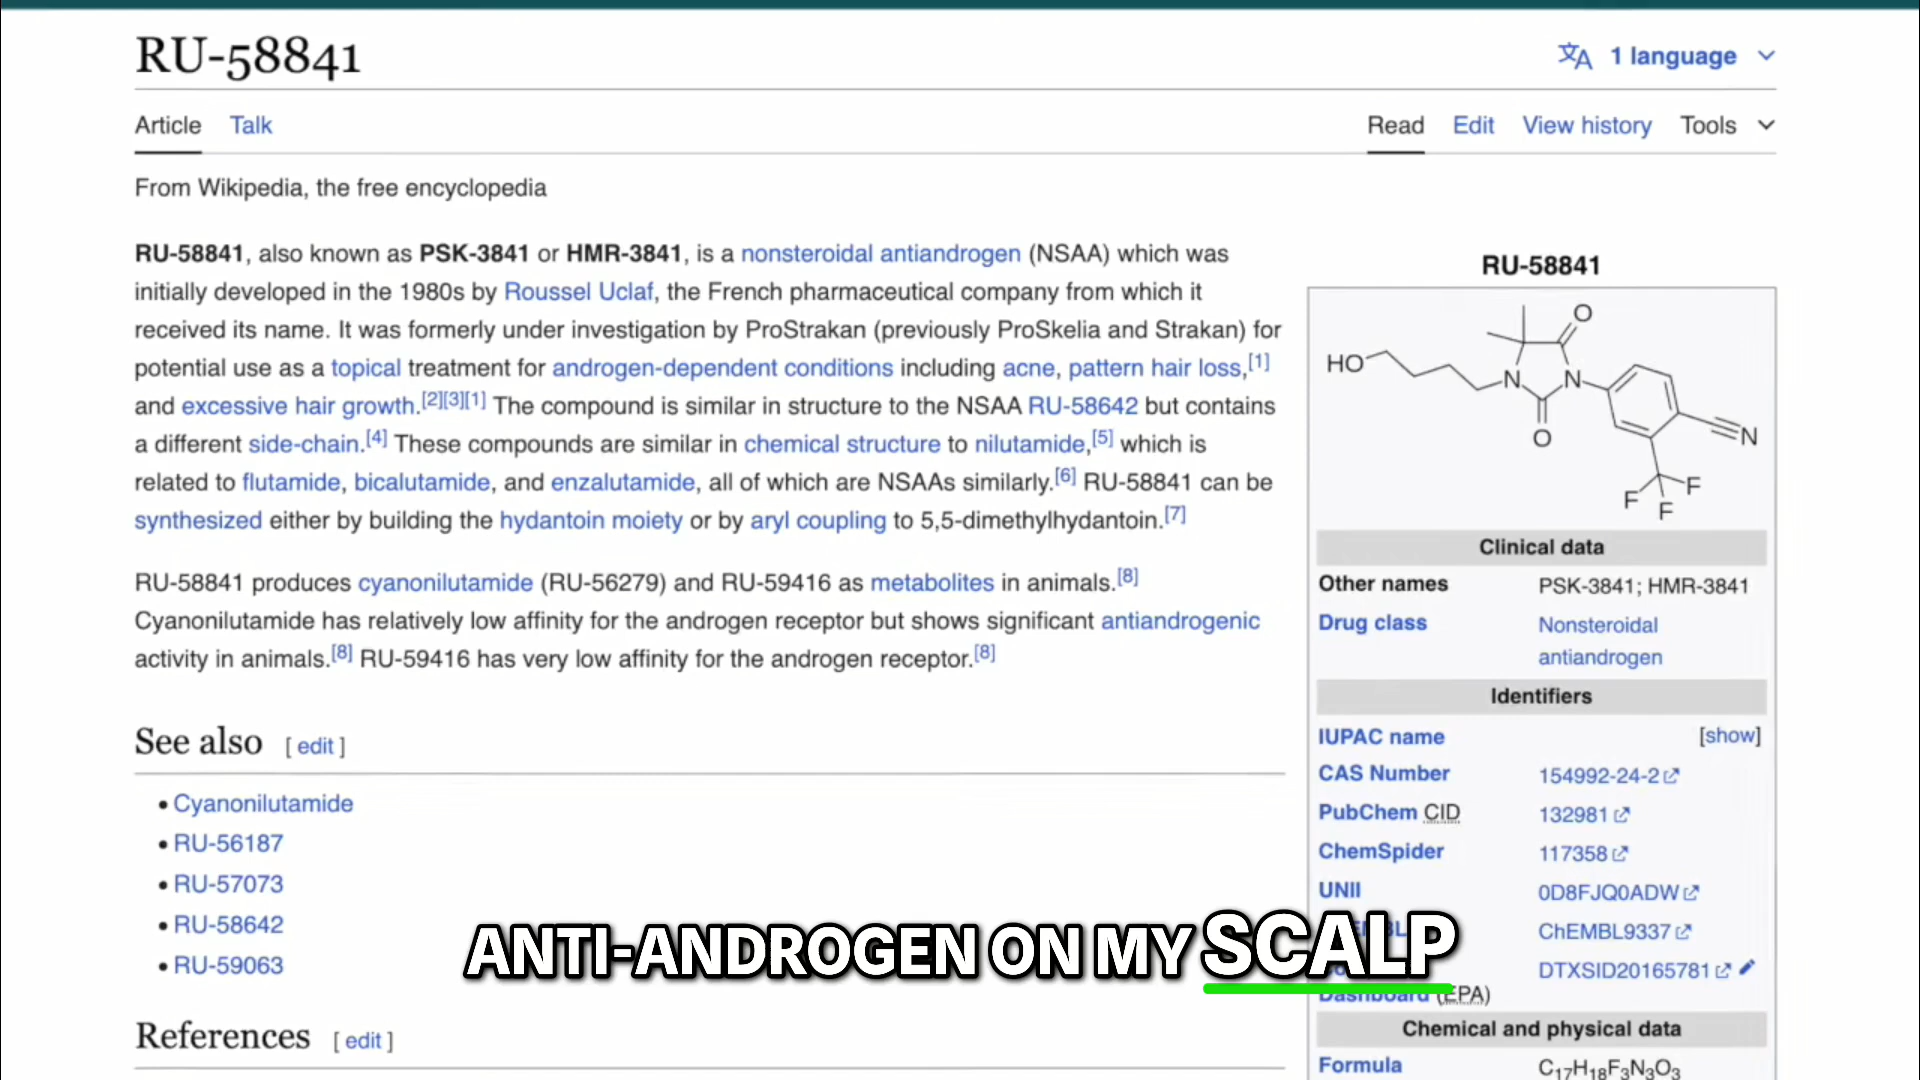 RU-58841
1 language
Article Talk
Read Edit View history Tools
From Wikipedia, the free encyclopedia
RU-58841, also known as PSK-3841 or HMR-3841, is a nonsteroidal antiandrogen (NSAA) which was
initially developed in the 1980s by Roussel Uclaf, the French pharmaceutical company from which it
received its name. It was formerly under investigation by ProStrakan (previously ProSkelia and Strakan) for
potential use as a topical treatment for androgen-dependent conditions including acne, pattern hair loss,[1]
and excessive hair growth.[2][3][1] The compound is similar in structure to the NSAA RU-58642 but contains
a different side-chain.[4] These compounds are similar in chemical structure to nilutamide,[5] which is
related to flutamide, bicalutamide, and enzalutamide, all of which are NSAAs similarly.[6] RU-58841 can be
synthesized either by building the hydantoin moiety or by aryl coupling to 5,5-dimethylhydantoin.[7]
RU-58841 produces cyanonilutamide (RU-56279) and RU-59416 as metabolites in animals.[8]
Cyanonilutamide has relatively low affinity for the androgen receptor but shows significant antiandrogenic
activity in animals.[8] RU-59416 has very low affinity for the androgen receptor.[8]
See also [ edit ]
• Cyanonilutamide
• RU-56187
• RU-57073
• RU-58642
• RU-59063
References [ edit ]
RU-58841
O
HO
N N
O
N
F F
F
Clinical data
Other names PSK-3841; HMR-3841
Drug class Nonsteroidal
antiandrogen
Identifiers
IUPAC name [show]
CAS Number 154992-24-2
PubChem CID 132981
ChemSpider 117358
UNII 0D8FJQ0ADW
ChEMBL9337
DTXSID20165781
Dashboard (EPA)
Chemical and physical data
Formula C17H18F3N3O3
ANTI-ANDROGEN ON MY SCALP